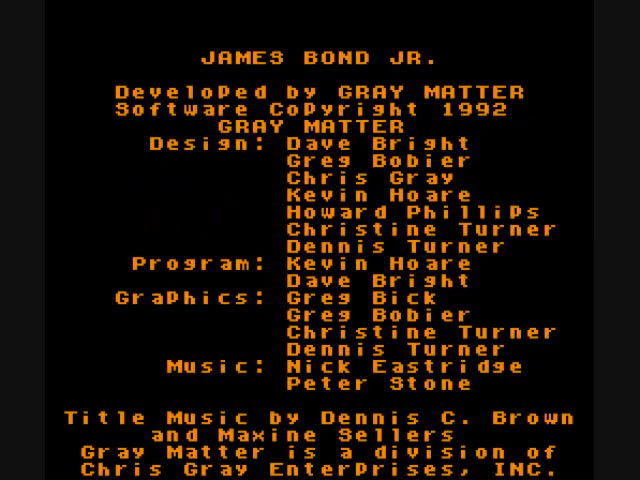 JAMES BOND JR.
Developed by GRAY MATTER
Software Copyright 1992
GRAY MATTER
Design: Dave Bright
Greg Bobier
Chris Gray
Kevin Hoare
Howard Phillips
Christine Turner
Dennis Turner
Program: Kevin Hoare
Dave Bright
Graphics: Greg Bick
Greg Bobier
Christine Turner
Dennis Turner
Music: Nick Eastridge
Peter Stone
Title Music by Dennis C. Brown
and Maxine Sellers
Gray Matter is a division of
Chris Gray Enterprises, INC.